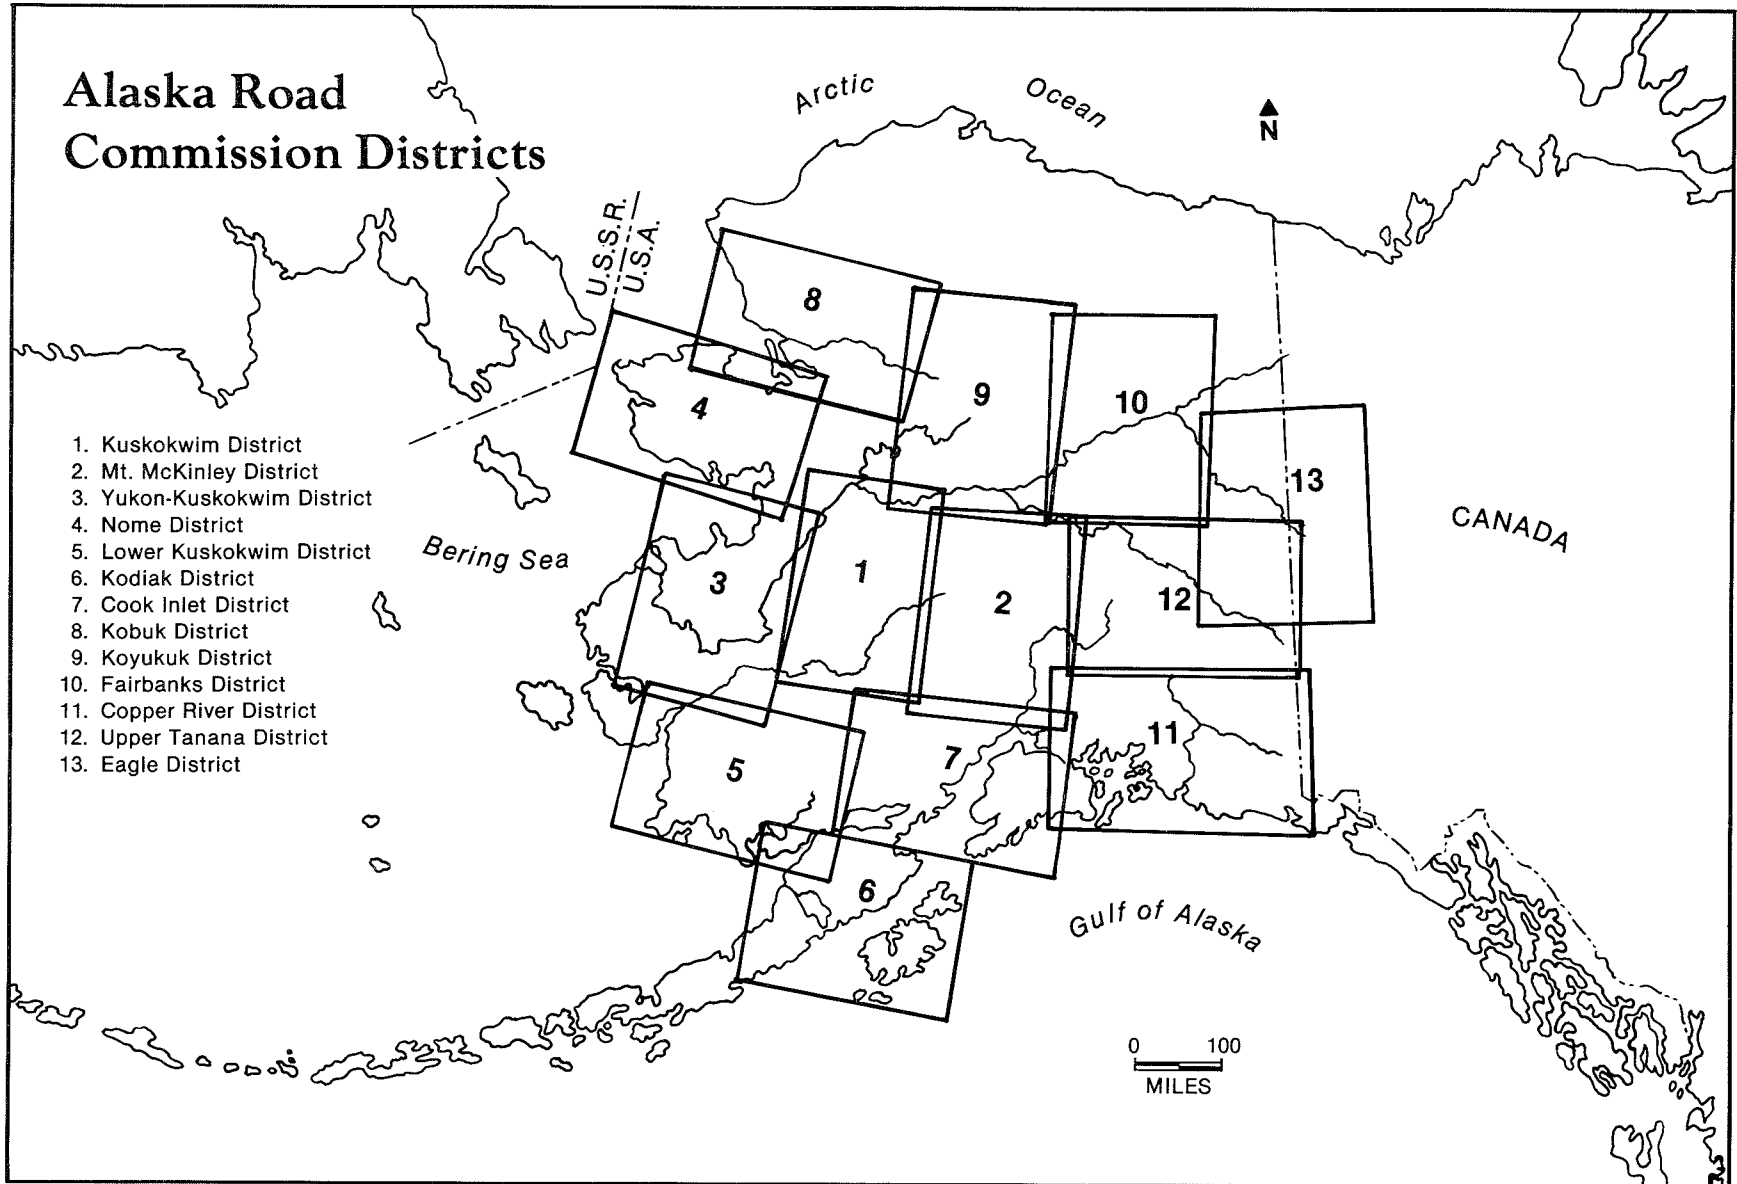 Alaska Road
Commission Districts
Arctic Ocean
N
U.S.S.R.
U.S.A.
8
9
4
10
13
1. Kuskokwim District
2. Mt. McKinley District
3. Yukon-Kuskokwim District
4. Nome District
5. Lower Kuskokwim District
6. Kodiak District
7. Cook Inlet District
8. Kobuk District
9. Koyukuk District
10. Fairbanks District
11. Copper River District
12. Upper Tanana District
13. Eagle District
CANADA
Bering Sea
3
1
2
12
11
5
7
6
Gulf of Alaska
0 100
MILES